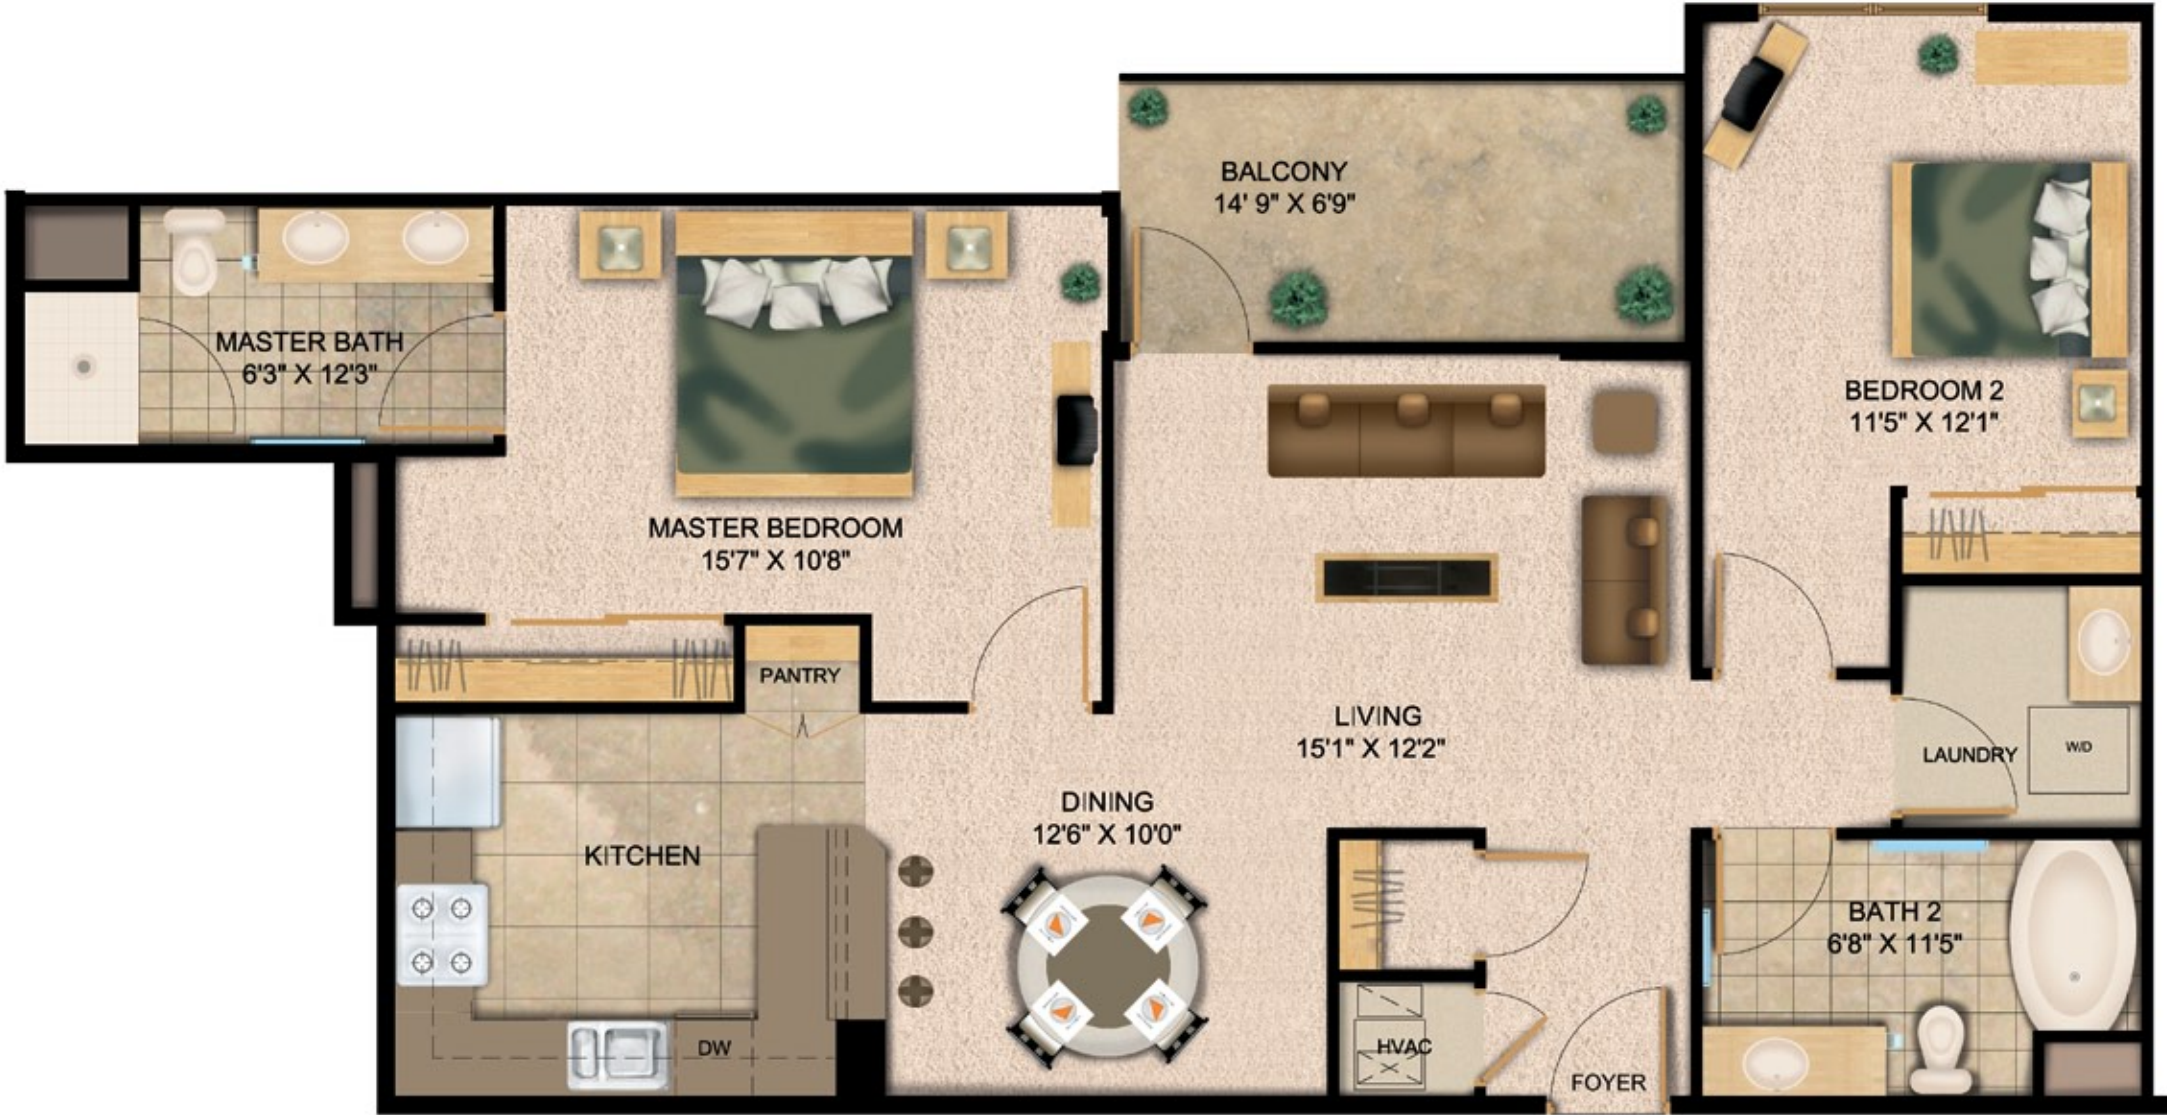 BALCONY
14' 9" X 6'9"
MASTER BATH
6'3" X 12'3"
BEDROOM 2
11'5" X 12'1"
MASTER BEDROOM
15'7" X 10'8"
PANTRY
LIVING
15'1" X 12'2"
LAUNDRY
W/D
DINING
12'6" X 10'0"
KITCHEN
BATH 2
6'8" X 11'5"
DW
HVAC
FOYER